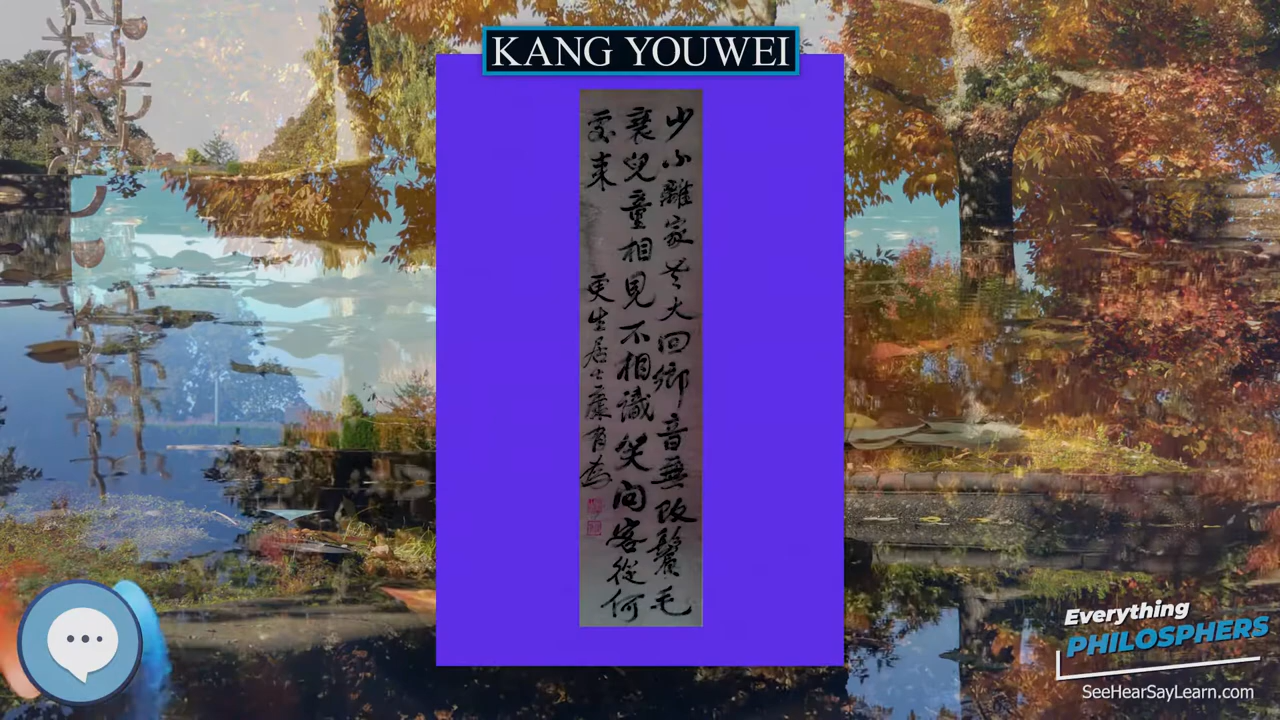 KANG YOUWEI
少小離家老大回鄉音無改鬢毛
衰兒童相見不相識笑問客從何
處來 更生居士康有為
Everything
PHILOSPHERS
SeeHearSayLearn.com